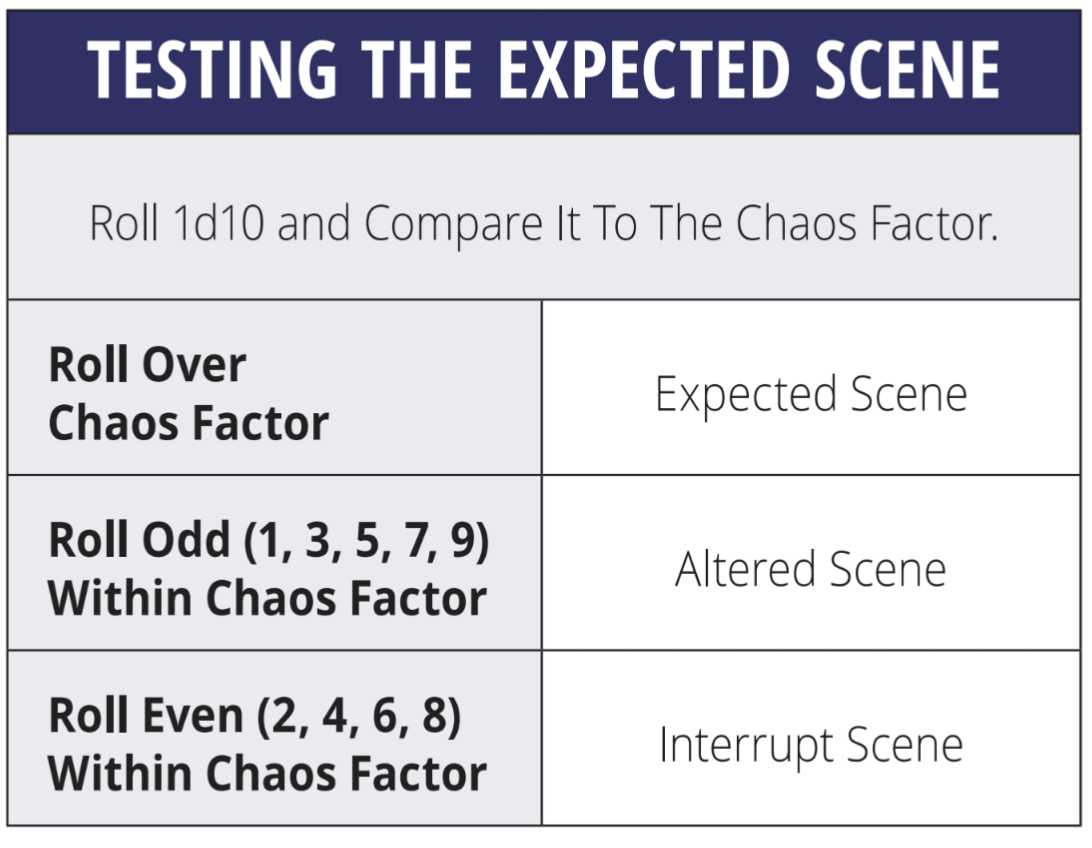 TESTING THE EXPECTED SCENE
Roll 1d10 and Compare It To The Chaos Factor.
Roll Over
Chaos Factor
Expected Scene
Roll Odd (1, 3, 5, 7, 9)
Within Chaos Factor
Altered Scene
Roll Even (2, 4, 6, 8)
Within Chaos Factor
Interrupt Scene